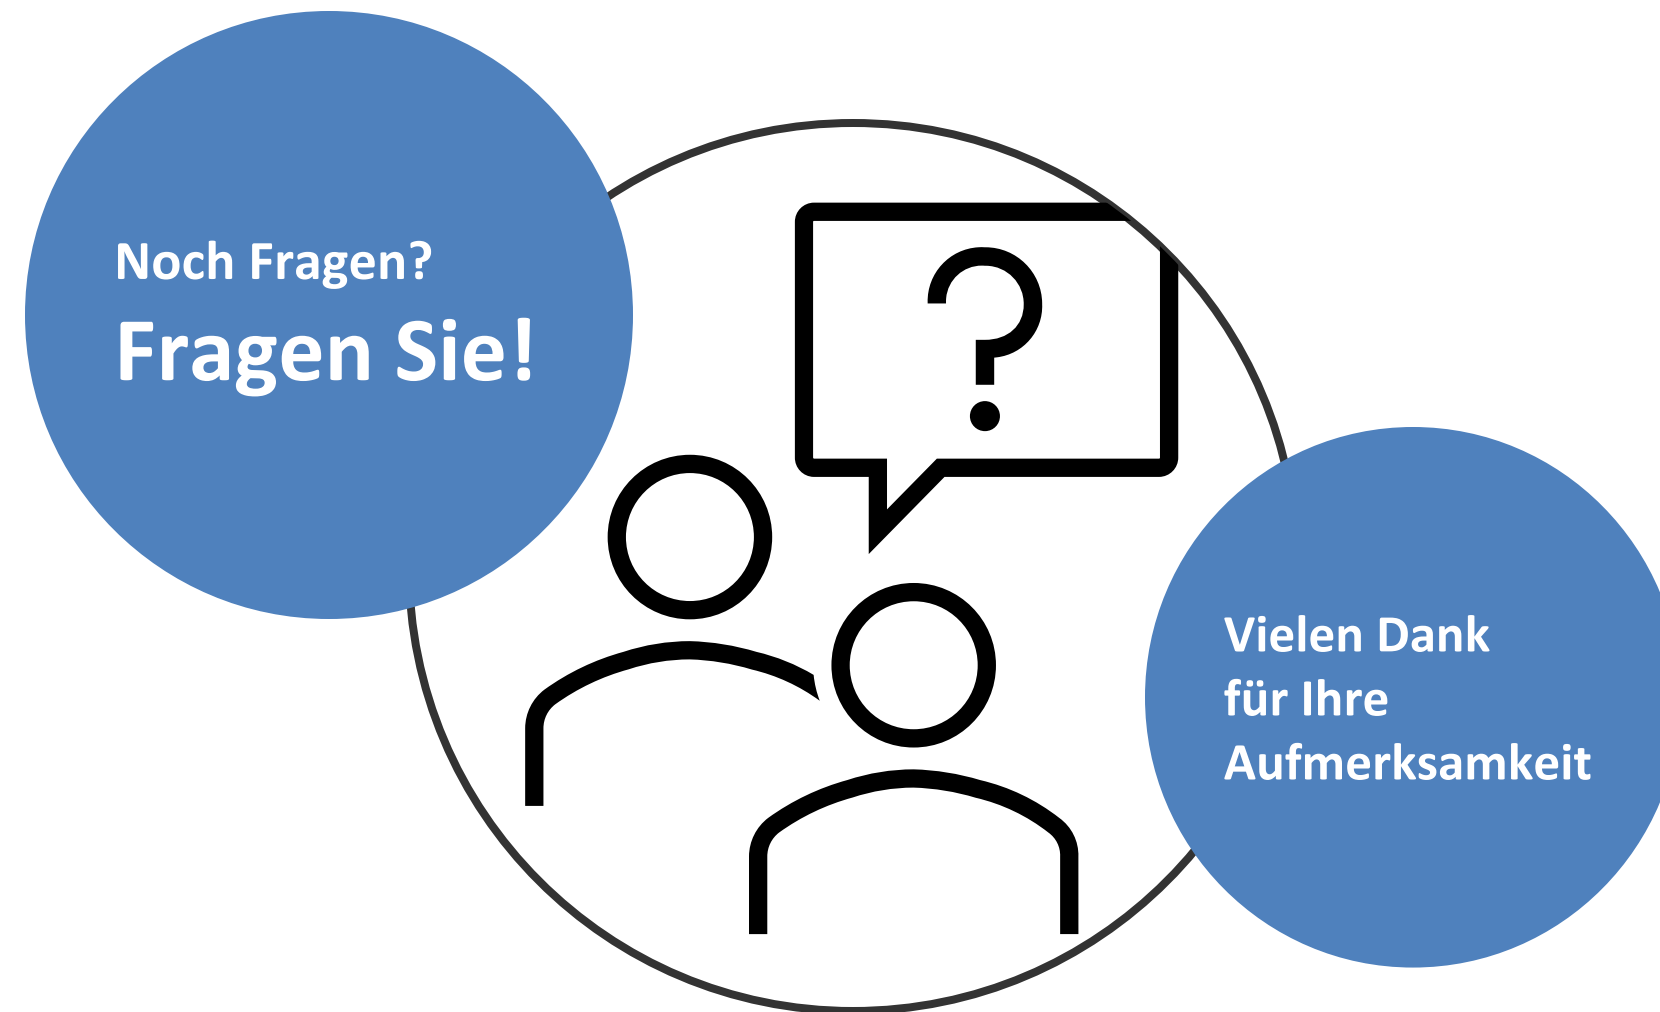 Noch Fragen?
Fragen Sie!
Vielen Dank
für Ihre
Aufmerksamkeit
?